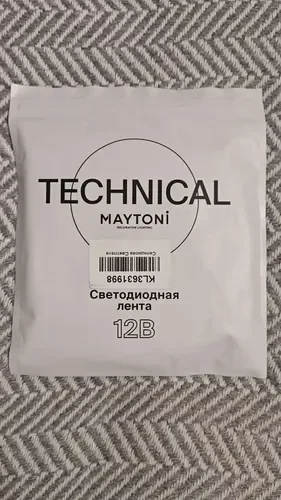 TECHNICAL
MAYTONi
DECORATIVE LIGHTING
KL3631998
Светодиодная
лента
12В